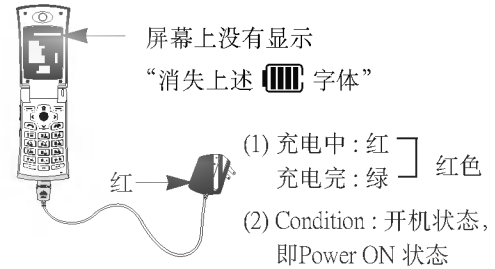 屏幕上没有显示
“消失上述 字体”
(1) 充电中 : 红
充电完 : 绿
红色
红
(2) Condition : 开机状态，
即Power ON 状态